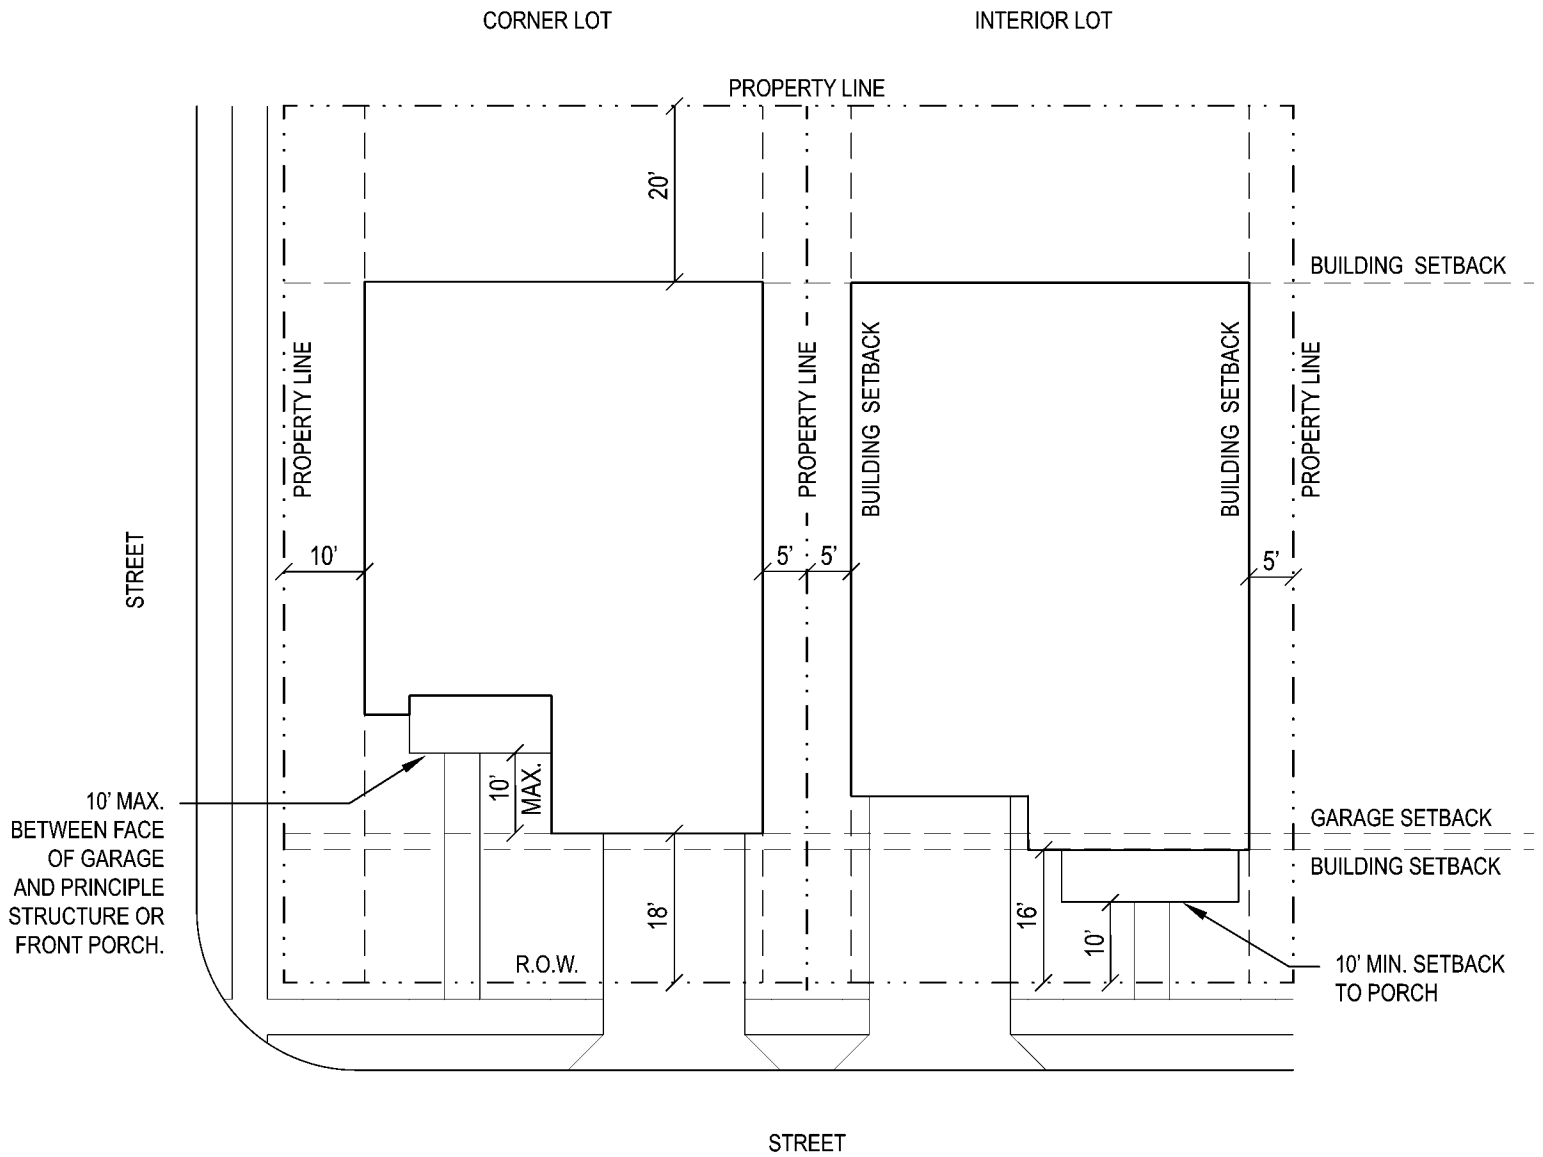 CORNER LOT
INTERIOR LOT
PROPERTY LINE
20'
BUILDING SETBACK
PROPERTY LINE
PROPERTY LINE
BUILDING SETBACK
BUILDING SETBACK
PROPERTY LINE
STREET
10'
5'
5'
5'
10' MAX.
BETWEEN FACE
OF GARAGE
AND PRINCIPLE
STRUCTURE OR
FRONT PORCH.
10'
MAX.
GARAGE SETBACK
BUILDING SETBACK
18'
16'
10'
R.O.W.
10' MIN. SETBACK
TO PORCH
STREET